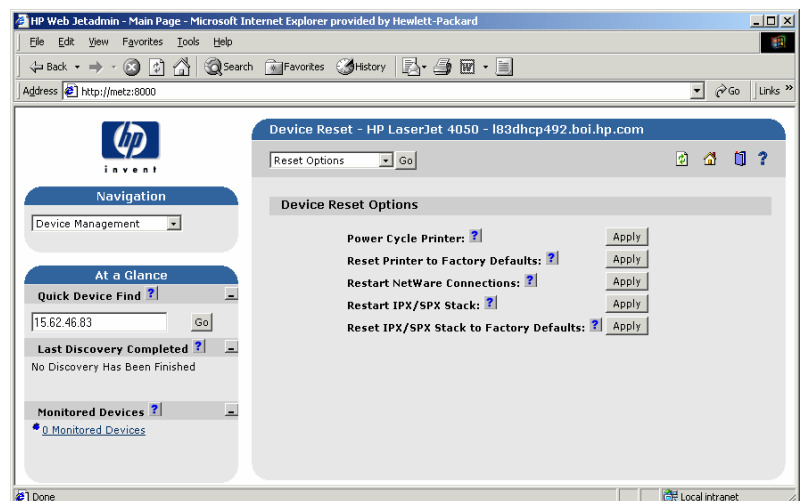 HP Web Jetadmin - Main Page - Microsoft Internet Explorer provided by Hewlett-Packard
File Edit View Favorites Tools Help
Back Search Favorites History
Address http://metz:8000 Go Links »
hp
invent
Navigation
Device Management
At a Glance
Quick Device Find ?
15.62.46.83 Go
Last Discovery Completed ?
No Discovery Has Been Finished
Monitored Devices ?
0 Monitored Devices
Device Reset - HP LaserJet 4050 - l83dhcp492.boi.hp.com
Reset Options Go ?
Device Reset Options
Power Cycle Printer: ? Apply
Reset Printer to Factory Defaults: ? Apply
Restart NetWare Connections: ? Apply
Restart IPX/SPX Stack: ? Apply
Reset IPX/SPX Stack to Factory Defaults: ? Apply
Done Local intranet